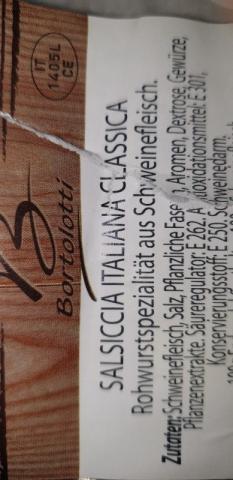 IT
1405L
CE
Bortolotti
SALSICCIA ITALIANA CLASSICA
Rohwurstspezialität aus Schweinefleisch.
Zutaten: Schweinefleisch, Salz, Pflanzliche Fase Aromen, Dextrose, Gewürze,
Pflanzenextrakte, Säureregulator: E 262, A ioxidationsmittel: E 301,
Konservierungsstoff: E 250, Schweinedarm.